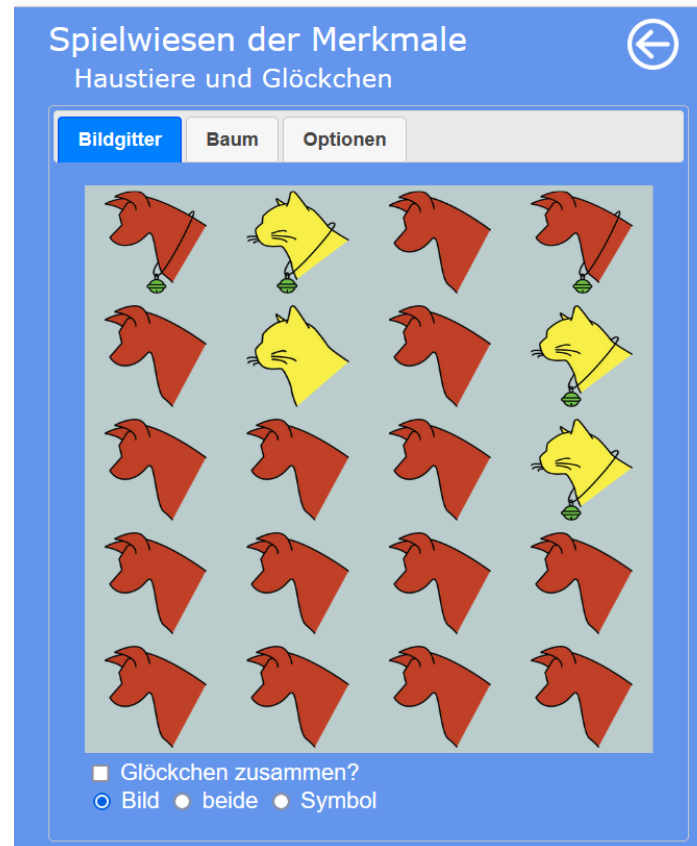 Spielwiesen der Merkmale
Haustiere und Glöckchen
Bildgitter Baum Optionen
Glöckchen zusammen?
Bild beide Symbol